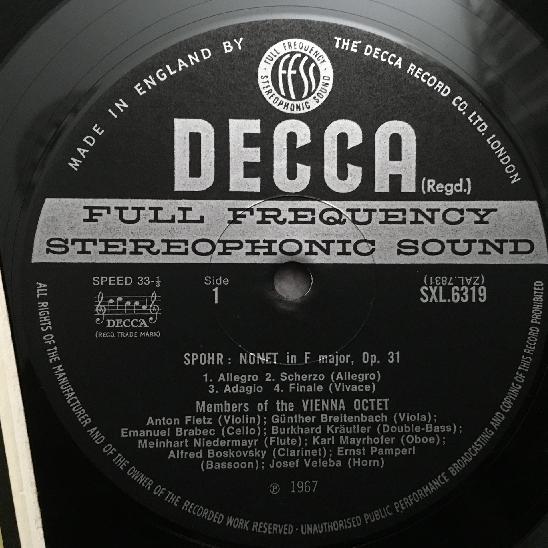 MADE IN ENGLAND BY
THE DECCA RECORD CO. LTD. LONDON
FULL FREQUENCY
FFSS
STEREOPHONIC SOUND
DECCA (Regd.)
FULL FREQUENCY
STEREOPHONIC SOUND
SPEED 33-⅓
Side
1
(ZAL.7831)
SXL.6319
DECCA
(REGD. TRADE MARK)
SPOHR : NONET in F major, Op. 31
1. Allegro 2. Scherzo (Allegro)
3. Adagio 4. Finale (Vivace)
Members of the VIENNA OCTET
Anton Fietz (Violin) ; Günther Breitenbach (Viola) ;
Emanuel Brabec (Cello) ; Burkhard Kräutler (Double-Bass) ;
Meinhart Niedermayr (Flute) ; Karl Mayrhofer (Oboe) ;
Alfred Boskovsky (Clarinet) ; Ernst Pamperl
(Bassoon) ; Josef Veleba (Horn)
℗ 1967
ALL RIGHTS OF THE MANUFACTURER AND OF THE OWNER OF THE RECORDED WORK RESERVED · UNAUTHORISED PUBLIC PERFORMANCE BROADCASTING AND COPYING OF THIS RECORD PROHIBITED